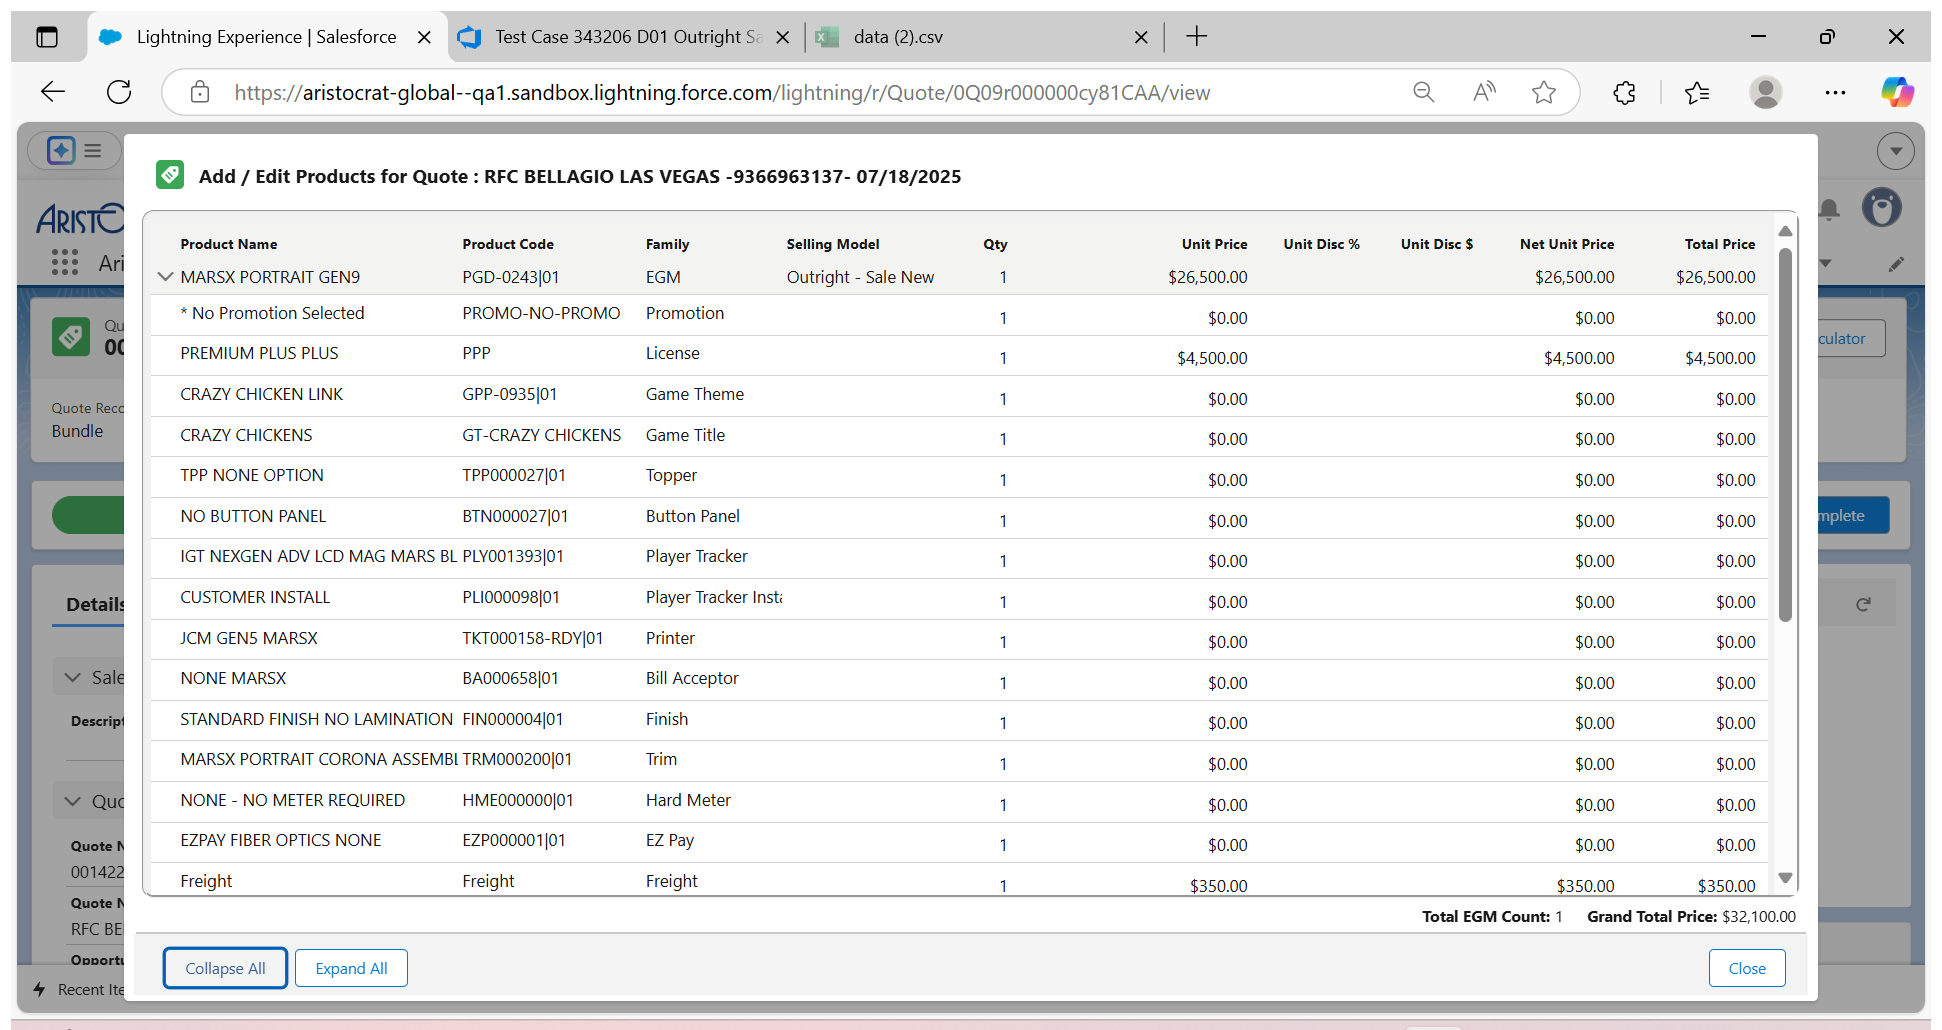 Lightning Experience | Salesforce
Test Case 343206 D01 Outright Sa
data (2).csv
https://aristocrat-global--qa1.sandbox.lightning.force.com/lightning/r/Quote/0Q09r000000cy81CAA/view
Add / Edit Products for Quote : RFC BELLAGIO LAS VEGAS -9366963137- 07/18/2025
Product Name Product Code Family Selling Model Qty Unit Price Unit Disc % Unit Disc $ Net Unit Price Total Price
MARSX PORTRAIT GEN9 PGD-0243|01 EGM Outright - Sale New 1 $26,500.00 $26,500.00 $26,500.00
* No Promotion Selected PROMO-NO-PROMO Promotion 1 $0.00 $0.00 $0.00
PREMIUM PLUS PLUS PPP License 1 $4,500.00 $4,500.00 $4,500.00
CRAZY CHICKEN LINK GPP-0935|01 Game Theme 1 $0.00 $0.00 $0.00
CRAZY CHICKENS GT-CRAZY CHICKENS Game Title 1 $0.00 $0.00 $0.00
TPP NONE OPTION TPP000027|01 Topper 1 $0.00 $0.00 $0.00
NO BUTTON PANEL BTN000027|01 Button Panel 1 $0.00 $0.00 $0.00
IGT NEXGEN ADV LCD MAG MARS BL PLY001393|01 Player Tracker 1 $0.00 $0.00 $0.00
CUSTOMER INSTALL PLI000098|01 Player Tracker Insta 1 $0.00 $0.00 $0.00
JCM GEN5 MARSX TKT000158-RDY|01 Printer 1 $0.00 $0.00 $0.00
NONE MARSX BA000658|01 Bill Acceptor 1 $0.00 $0.00 $0.00
STANDARD FINISH NO LAMINATION FIN000004|01 Finish 1 $0.00 $0.00 $0.00
MARSX PORTRAIT CORONA ASSEMBL TRM000200|01 Trim 1 $0.00 $0.00 $0.00
NONE - NO METER REQUIRED HME000000|01 Hard Meter 1 $0.00 $0.00 $0.00
EZPAY FIBER OPTICS NONE EZP000001|01 EZ Pay 1 $0.00 $0.00 $0.00
Freight Freight Freight 1 $350.00 $350.00 $350.00
Total EGM Count: 1 Grand Total Price: $32,100.00
Collapse All Expand All Close
ARISTO
Ari
Qu
00
culator
Quote Reco
Bundle
mplete
Details
Sale
Descript
Quo
Quote N
001422
Quote N
RFC BE
Opportu
Recent Ite